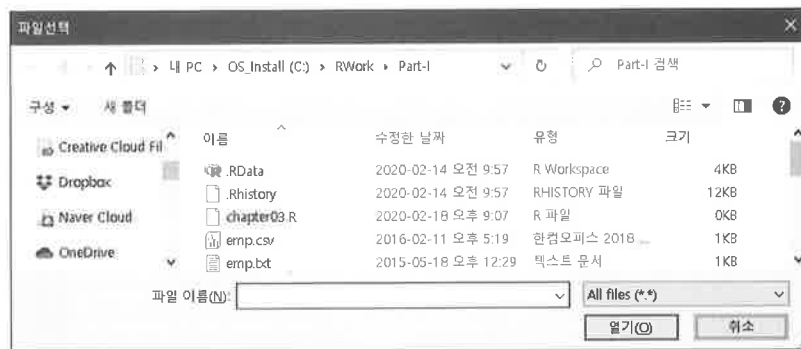 파일선택
내 PC > OS_Install (C:) > RWork > Part-I
Part-I 검색
구성
새 폴더
이름 수정한 날짜 유형 크기
Creative Cloud Fil
Dropbox
Naver Cloud
OneDrive
.RData 2020-02-14 오전 9:57 R Workspace 4KB
.Rhistory 2020-02-14 오전 9:57 RHISTORY 파일 12KB
chapter03.R 2020-02-18 오후 9:07 R 파일 0KB
emp.csv 2016-02-11 오후 5:19 한컴오피스 2018 ... 1KB
emp.txt 2015-05-18 오후 12:29 텍스트 문서 1KB
파일 이름(N):
All files (*.*)
열기(O)
취소